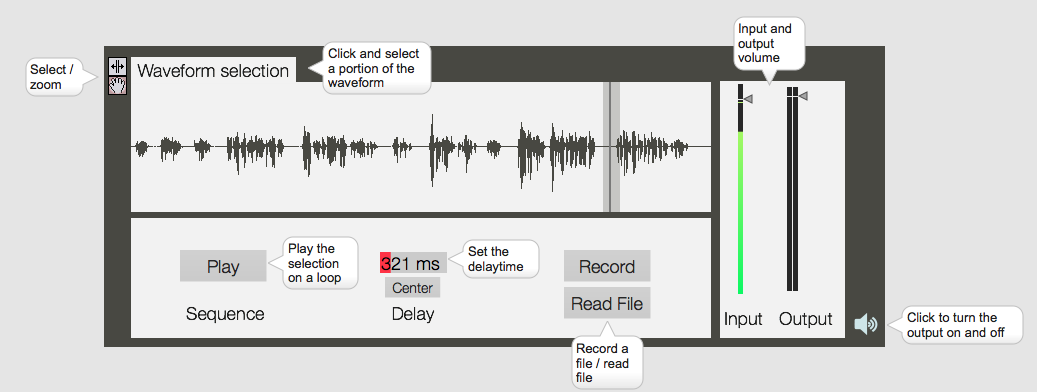 Input and
output
volume
Select /
zoom
Waveform selection
Click and select
a portion of the
waveform
Play
Play the
selection
on a loop
Sequence
321 ms
Set the
delaytime
Center
Delay
Record
Read File
Record a
file / read
file
Input
Output
Click to turn the
output on and off